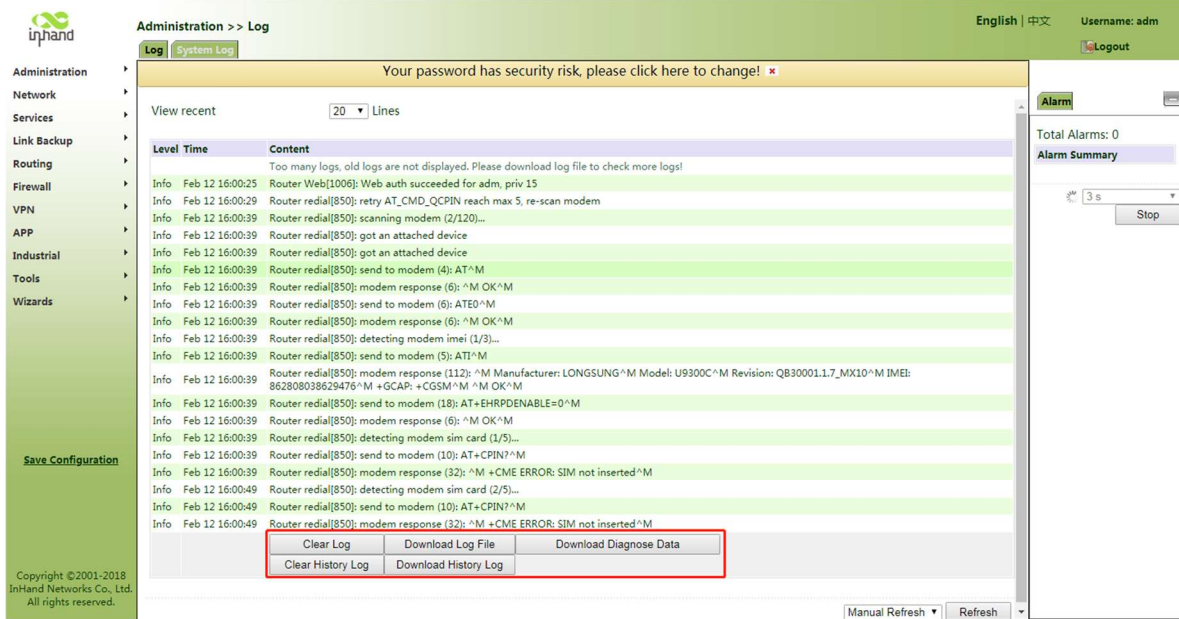 inhand
Administration >> Log
English | 中文
Username: adm
Logout
Log
System Log
Administration
Network
Services
Link Backup
Routing
Firewall
VPN
APP
Industrial
Tools
Wizards
Save Configuration
Copyright ©2001-2018
InHand Networks Co., Ltd.
All rights reserved.
Your password has security risk, please click here to change!
View recent 20 Lines
Level Time Content
Too many logs, old logs are not displayed. Please download log file to check more logs!
Info Feb 12 16:00:25 Router Web[1006]: Web auth succeeded for adm, priv 15
Info Feb 12 16:00:29 Router redial[850]: retry AT_CMD_QCPIN reach max 5, re-scan modem
Info Feb 12 16:00:39 Router redial[850]: scanning modem (2/120)...
Info Feb 12 16:00:39 Router redial[850]: got an attached device
Info Feb 12 16:00:39 Router redial[850]: got an attached device
Info Feb 12 16:00:39 Router redial[850]: send to modem (4): AT^M
Info Feb 12 16:00:39 Router redial[850]: modem response (6): ^M OK^M
Info Feb 12 16:00:39 Router redial[850]: send to modem (6): ATE0^M
Info Feb 12 16:00:39 Router redial[850]: modem response (6): ^M OK^M
Info Feb 12 16:00:39 Router redial[850]: detecting modem imei (1/3)...
Info Feb 12 16:00:39 Router redial[850]: send to modem (5): ATI^M
Info Feb 12 16:00:39 Router redial[850]: modem response (112): ^M Manufacturer: LONGSUNG^M Model: U9300C^M Revision: QB30001.1.7_MX10^M IMEI:
862808038629476^M +GCAP: +CGSM^M ^M OK^M
Info Feb 12 16:00:39 Router redial[850]: send to modem (18): AT+EHRPDENABLE=0^M
Info Feb 12 16:00:39 Router redial[850]: modem response (6): ^M OK^M
Info Feb 12 16:00:39 Router redial[850]: detecting modem sim card (1/5)...
Info Feb 12 16:00:39 Router redial[850]: send to modem (10): AT+CPIN?^M
Info Feb 12 16:00:39 Router redial[850]: modem response (32): ^M +CME ERROR: SIM not inserted^M
Info Feb 12 16:00:49 Router redial[850]: detecting modem sim card (2/5)...
Info Feb 12 16:00:49 Router redial[850]: send to modem (10): AT+CPIN?^M
Info Feb 12 16:00:49 Router redial[850]: modem response (32): ^M +CME ERROR: SIM not inserted^M
Clear Log Download Log File Download Diagnose Data
Clear History Log Download History Log
Manual Refresh Refresh
Alarm
Total Alarms: 0
Alarm Summary
3 s
Stop